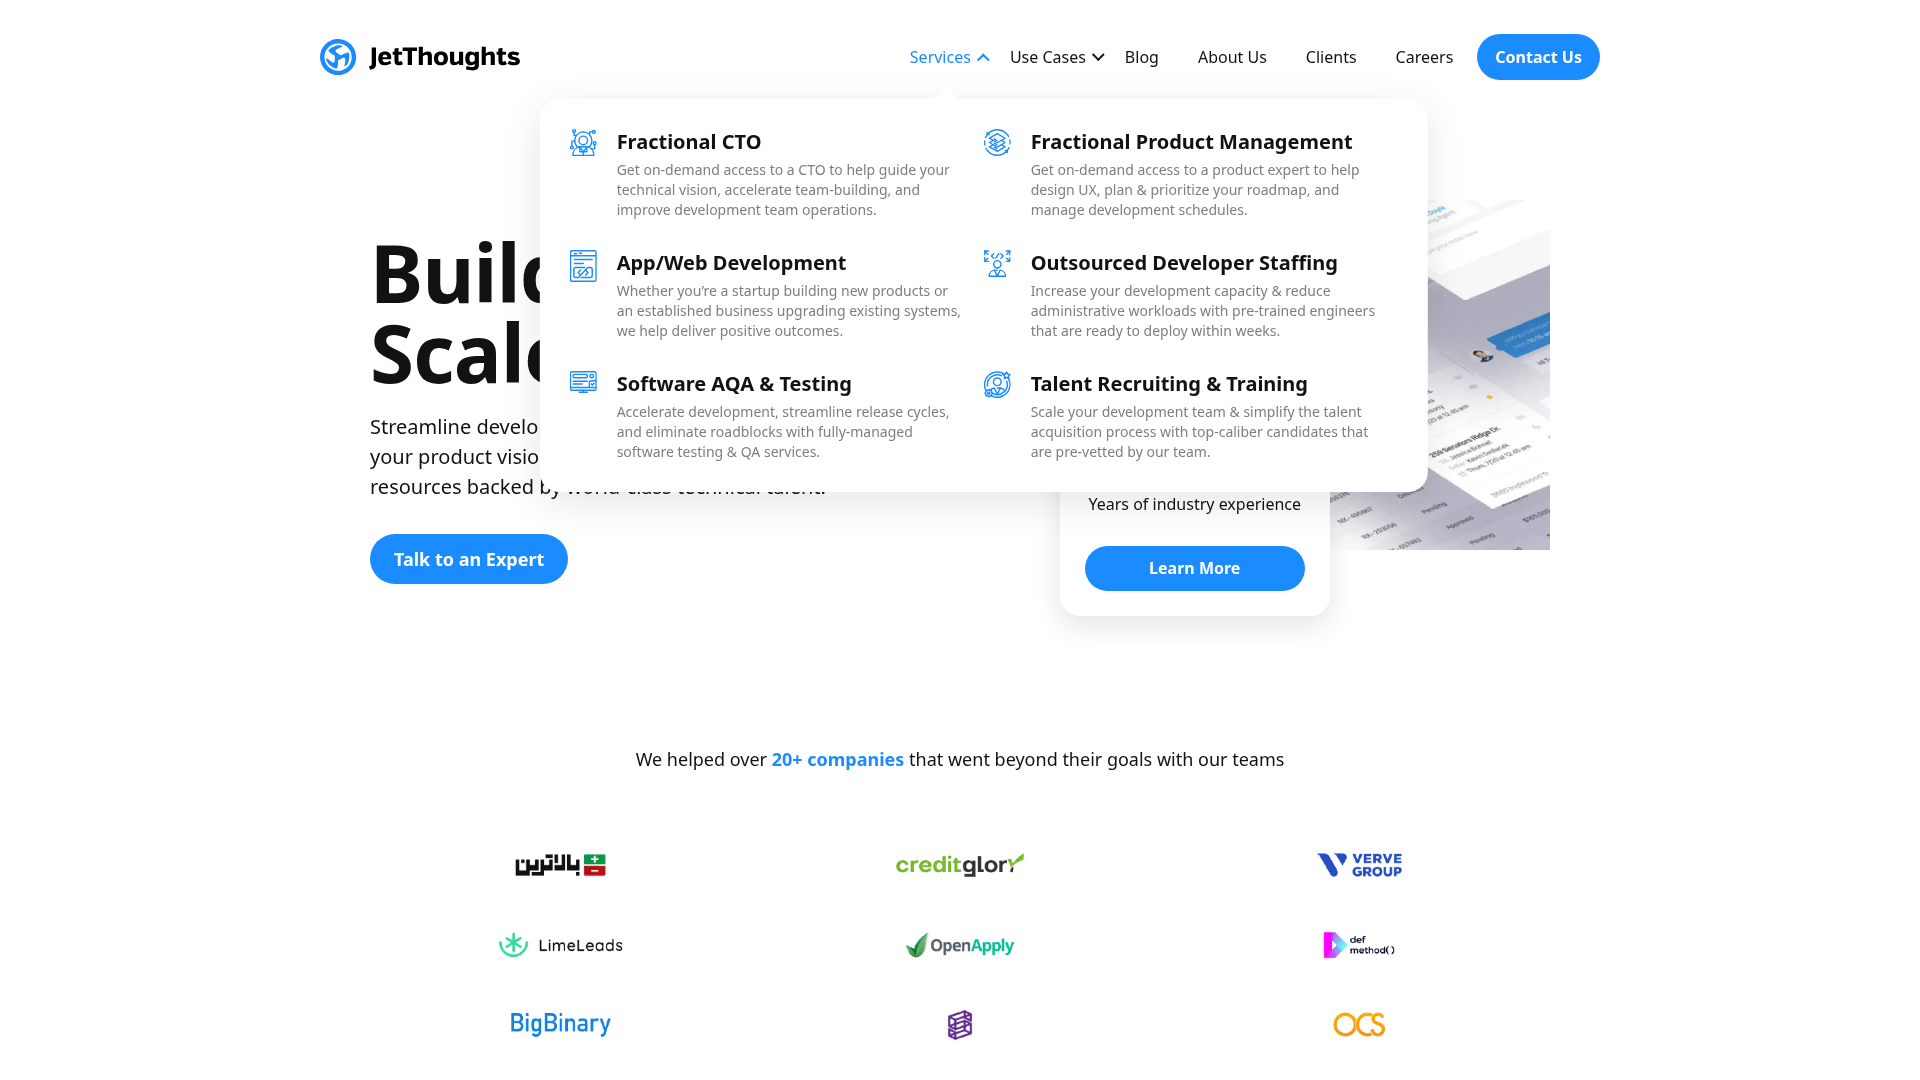 JetThoughts
Services
Use Cases
Blog
About Us
Clients
Careers
Contact Us
Fractional CTO
Get on-demand access to a CTO to help guide your
technical vision, accelerate team-building, and
improve development team operations.
Fractional Product Management
Get on-demand access to a product expert to help
design UX, plan & prioritize your roadmap, and
manage development schedules.
App/Web Development
Whether you're a startup building new products or
an established business upgrading existing systems,
we help deliver positive outcomes.
Outsourced Developer Staffing
Increase your development capacity & reduce
administrative workloads with pre-trained engineers
that are ready to deploy within weeks.
Software AQA & Testing
Accelerate development, streamline release cycles,
and eliminate roadblocks with fully-managed
software testing & QA services.
Talent Recruiting & Training
Scale your development team & simplify the talent
acquisition process with top-caliber candidates that
are pre-vetted by our team.
Build
Scale
Streamline develo
your product visio
resources backed by world-class technical talent.
Talk to an Expert
Years of industry experience
Learn More
We helped over 20+ companies that went beyond their goals with our teams
بالاترین
creditglory
VERVE
GROUP
LimeLeads
OpenApply
def
method()
BigBinary
OCS